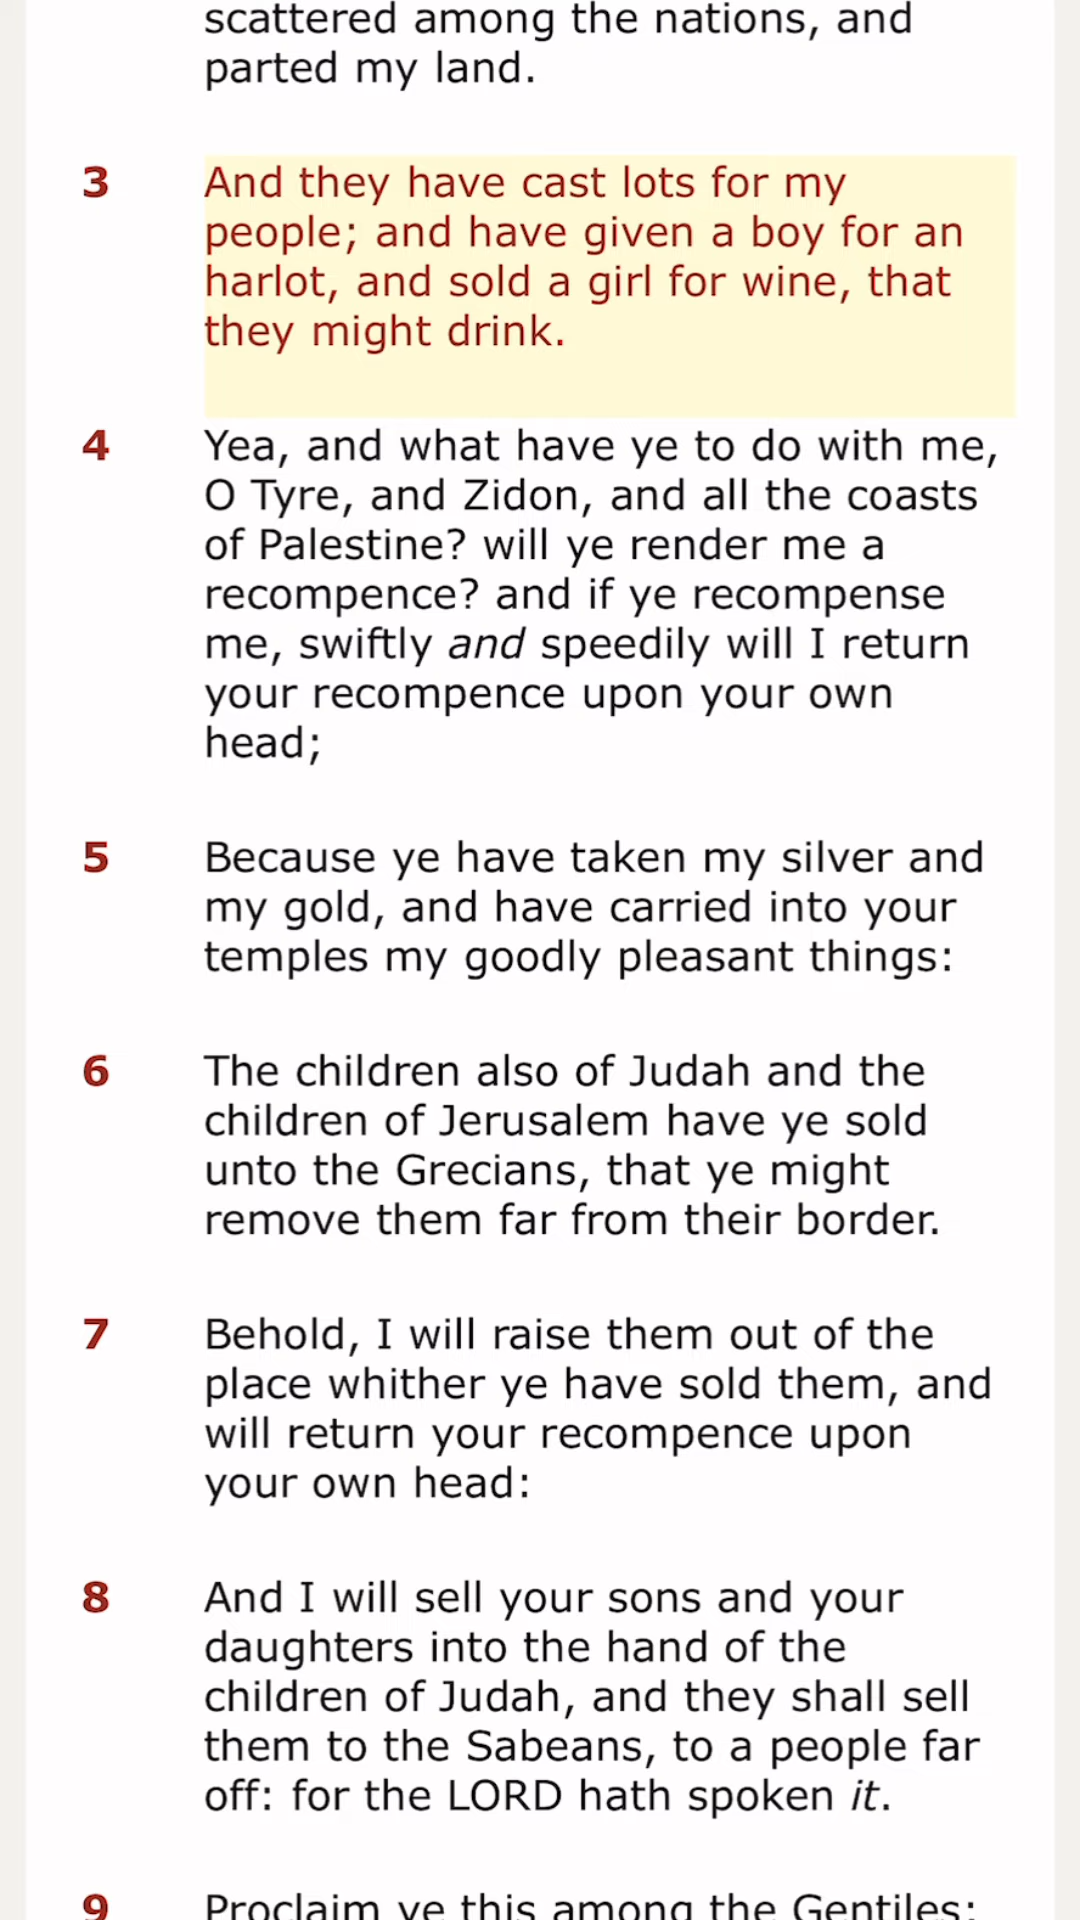 scattered among the nations, and
parted my land.
3 And they have cast lots for my
people; and have given a boy for an
harlot, and sold a girl for wine, that
they might drink.
4 Yea, and what have ye to do with me,
O Tyre, and Zidon, and all the coasts
of Palestine? will ye render me a
recompence? and if ye recompense
me, swiftly and speedily will I return
your recompence upon your own
head;
5 Because ye have taken my silver and
my gold, and have carried into your
temples my goodly pleasant things:
6 The children also of Judah and the
children of Jerusalem have ye sold
unto the Grecians, that ye might
remove them far from their border.
7 Behold, I will raise them out of the
place whither ye have sold them, and
will return your recompence upon
your own head:
8 And I will sell your sons and your
daughters into the hand of the
children of Judah, and they shall sell
them to the Sabeans, to a people far
off: for the LORD hath spoken it.
9 Proclaim ye this among the Gentiles;